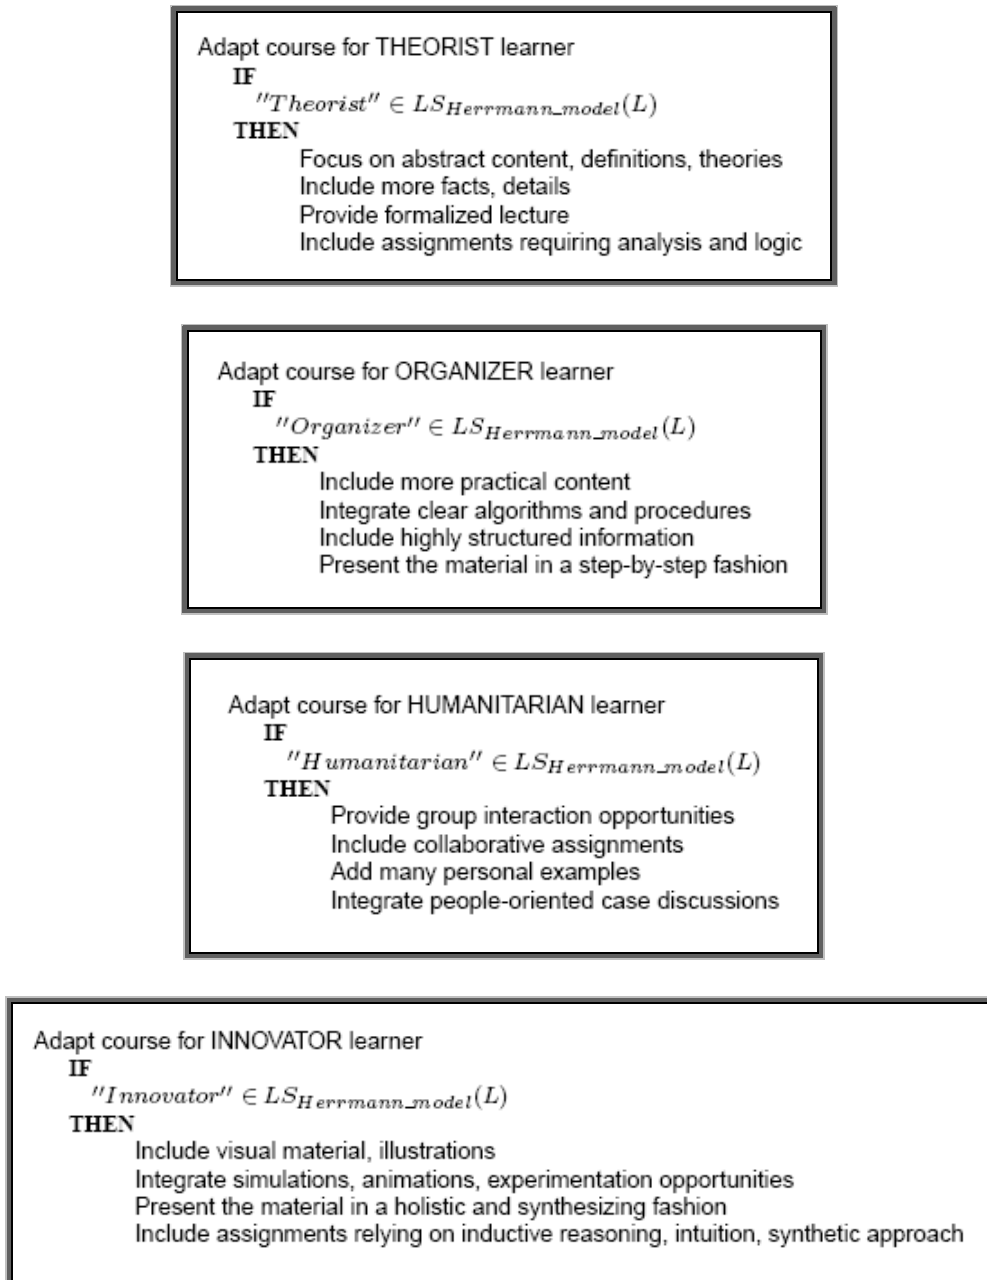 Adapt course for THEORIST learner
IF
"Theorist" ∈ LS_Herrmann_model(L)
THEN
Focus on abstract content, definitions, theories
Include more facts, details
Provide formalized lecture
Include assignments requiring analysis and logic
Adapt course for ORGANIZER learner
IF
"Organizer" ∈ LS_Herrmann_model(L)
THEN
Include more practical content
Integrate clear algorithms and procedures
Include highly structured information
Present the material in a step-by-step fashion
Adapt course for HUMANITARIAN learner
IF
"Humanitarian" ∈ LS_Herrmann_model(L)
THEN
Provide group interaction opportunities
Include collaborative assignments
Add many personal examples
Integrate people-oriented case discussions
Adapt course for INNOVATOR learner
IF
"Innovator" ∈ LS_Herrmann_model(L)
THEN
Include visual material, illustrations
Integrate simulations, animations, experimentation opportunities
Present the material in a holistic and synthesizing fashion
Include assignments relying on inductive reasoning, intuition, synthetic approach